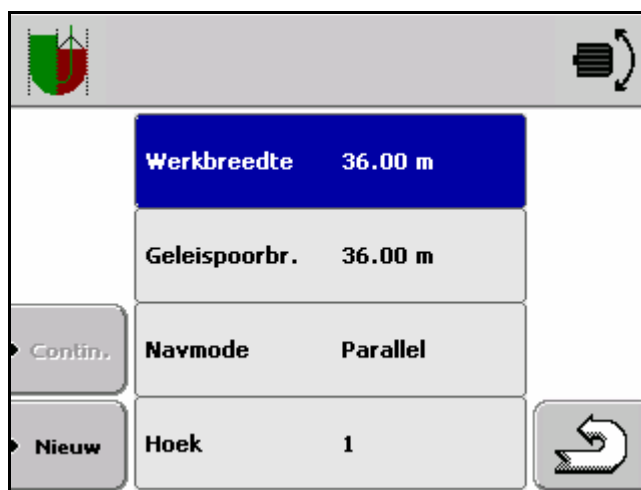 Werkbreedte 36.00 m
Geleispoorbr. 36.00 m
Contin.
Navmode Parallel
Nieuw
Hoek 1